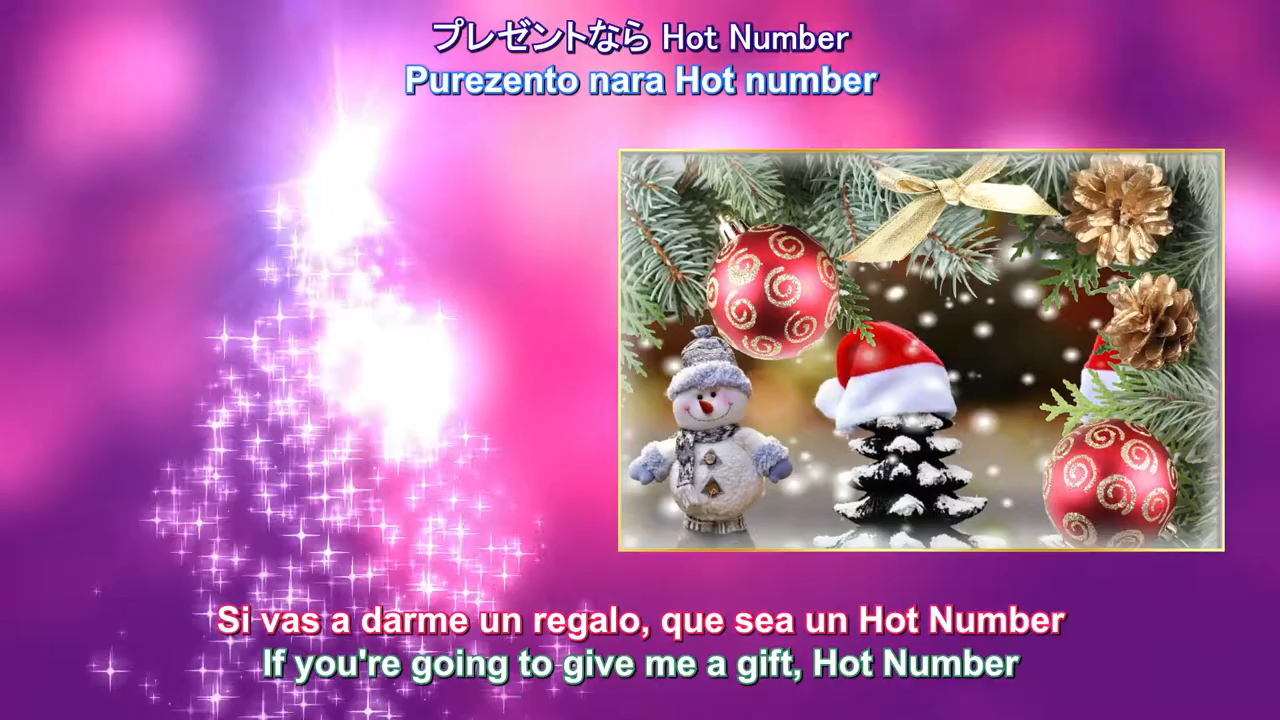 プレゼントなら Hot Number
Purezento nara Hot number
Si vas a darme un regalo, que sea un Hot Number
If you're going to give me a gift, Hot Number